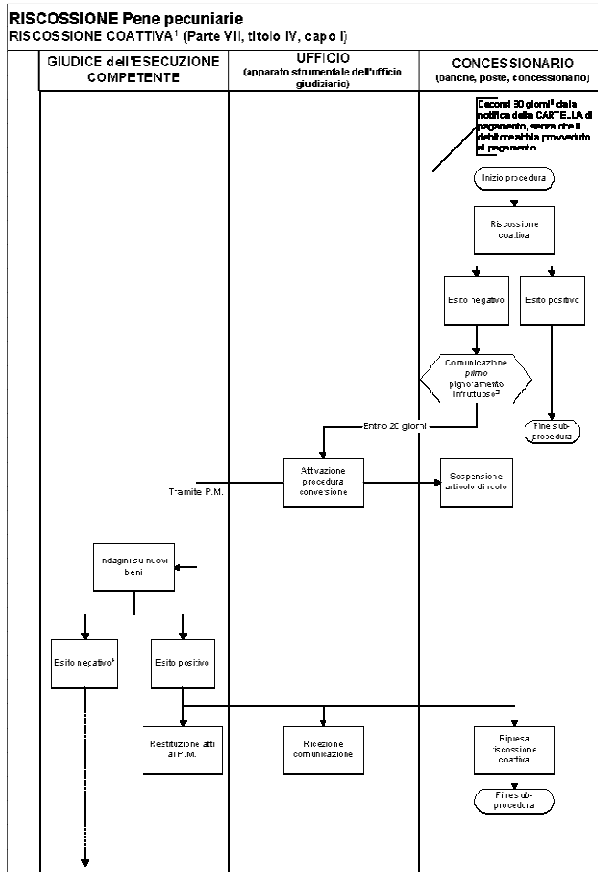 RISCOSSIONE Pene pecuniarie
RISCOSSIONE COATTIVA¹ (Parte VII, titolo IV, capo I)
GIUDICE dell'ESECUZIONE
COMPETENTE
UFFICIO
(apparato strumentale dell'ufficio
giudiziario)
CONCESSIONARIO
(banche, poste, concessionario)
giorni dalla
notifica della CARTELLA di
pagamento, senza che il
debitore abbia provveduto
al pagamento
Inizio procedura
Riscossione
coattiva
Esito negativo
Esito positivo
Comunicazione
primo
pignoramento
infruttuoso
Fine sub-
procedura
Entro 20 giorni
Attivazione
procedura
conversione
Sospensione
articolo di ruolo
Tramite P.M.
Indagini su nuovi
beni
Esito negativo
Esito positivo
Restituzione atti
al P.M.
Ricezione
comunicazione
Ripresa
riscossione
coattiva
Fine sub-
procedura